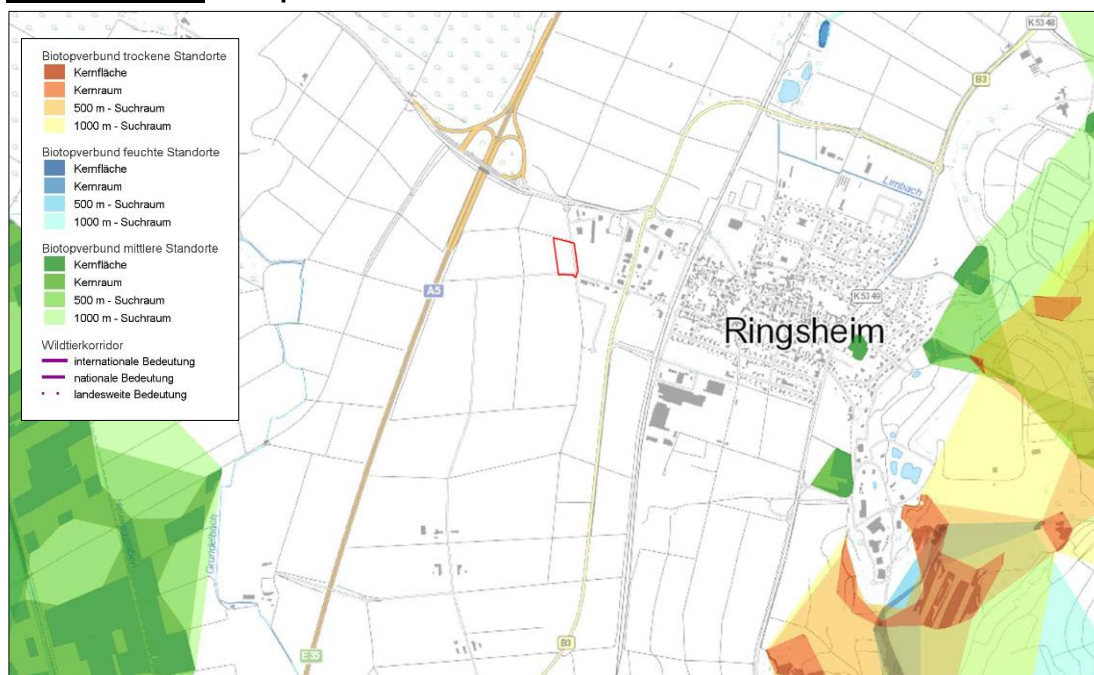 Biotopverbund trockene Standorte
Kernfläche
Kernraum
500 m - Suchraum
1000 m - Suchraum
Biotopverbund feuchte Standorte
Kernfläche
Kernraum
500 m - Suchraum
1000 m - Suchraum
Biotopverbund mittlere Standorte
Kernfläche
Kernraum
500 m - Suchraum
1000 m - Suchraum
Wildtierkorridor
internationale Bedeutung
nationale Bedeutung
landesweite Bedeutung
K5348
B3
Limbach
A5
K5349
Ringsheim
B3
E35